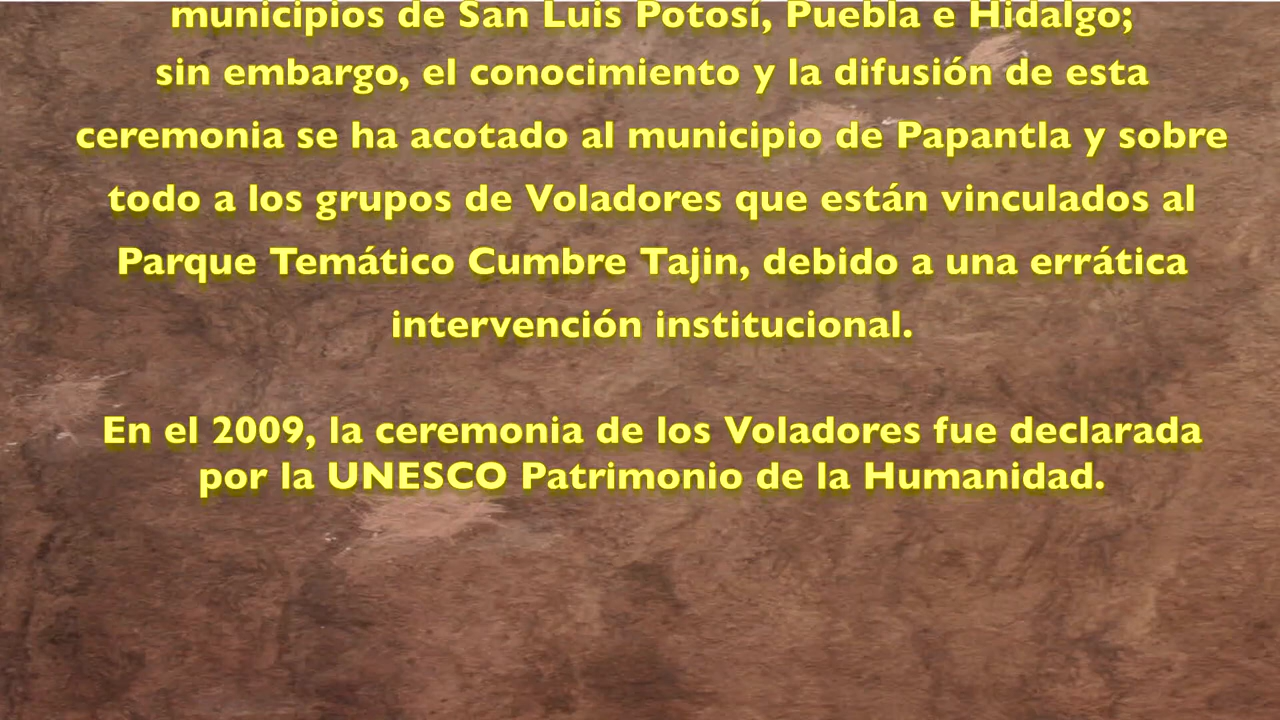 municipios de San Luis Potosí, Puebla e Hidalgo;
sin embargo, el conocimiento y la difusión de esta
ceremonia se ha acotado al municipio de Papantla y sobre
todo a los grupos de Voladores que están vinculados al
Parque Temático Cumbre Tajin, debido a una errática
intervención institucional.
En el 2009, la ceremonia de los Voladores fue declarada
por la UNESCO Patrimonio de la Humanidad.